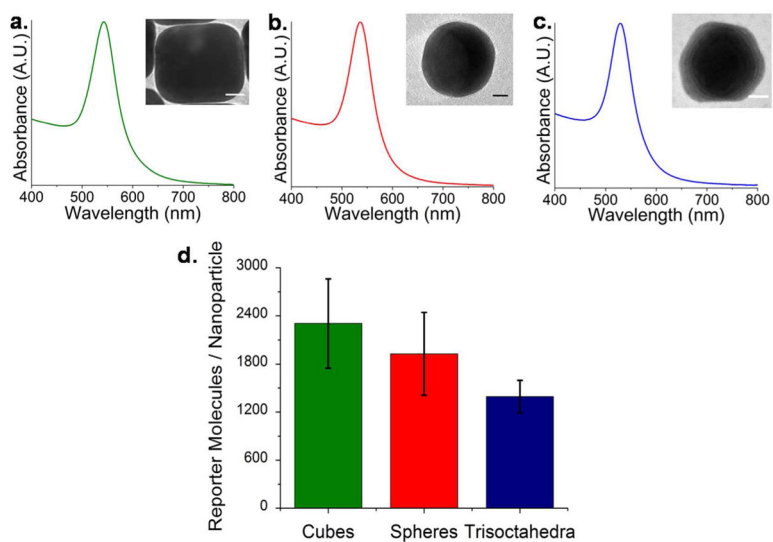 a.
Absorbance (A.U.)
400 500 600 700 800
Wavelength (nm)
b.
Absorbance (A.U.)
400 500 600 700 800
Wavelength (nm)
c.
Absorbance (A.U.)
400 500 600 700 800
Wavelength (nm)
d.
Reporter Molecules / Nanoparticle
3000
2400
1800
1200
600
0
Cubes Spheres Trisoctahedra